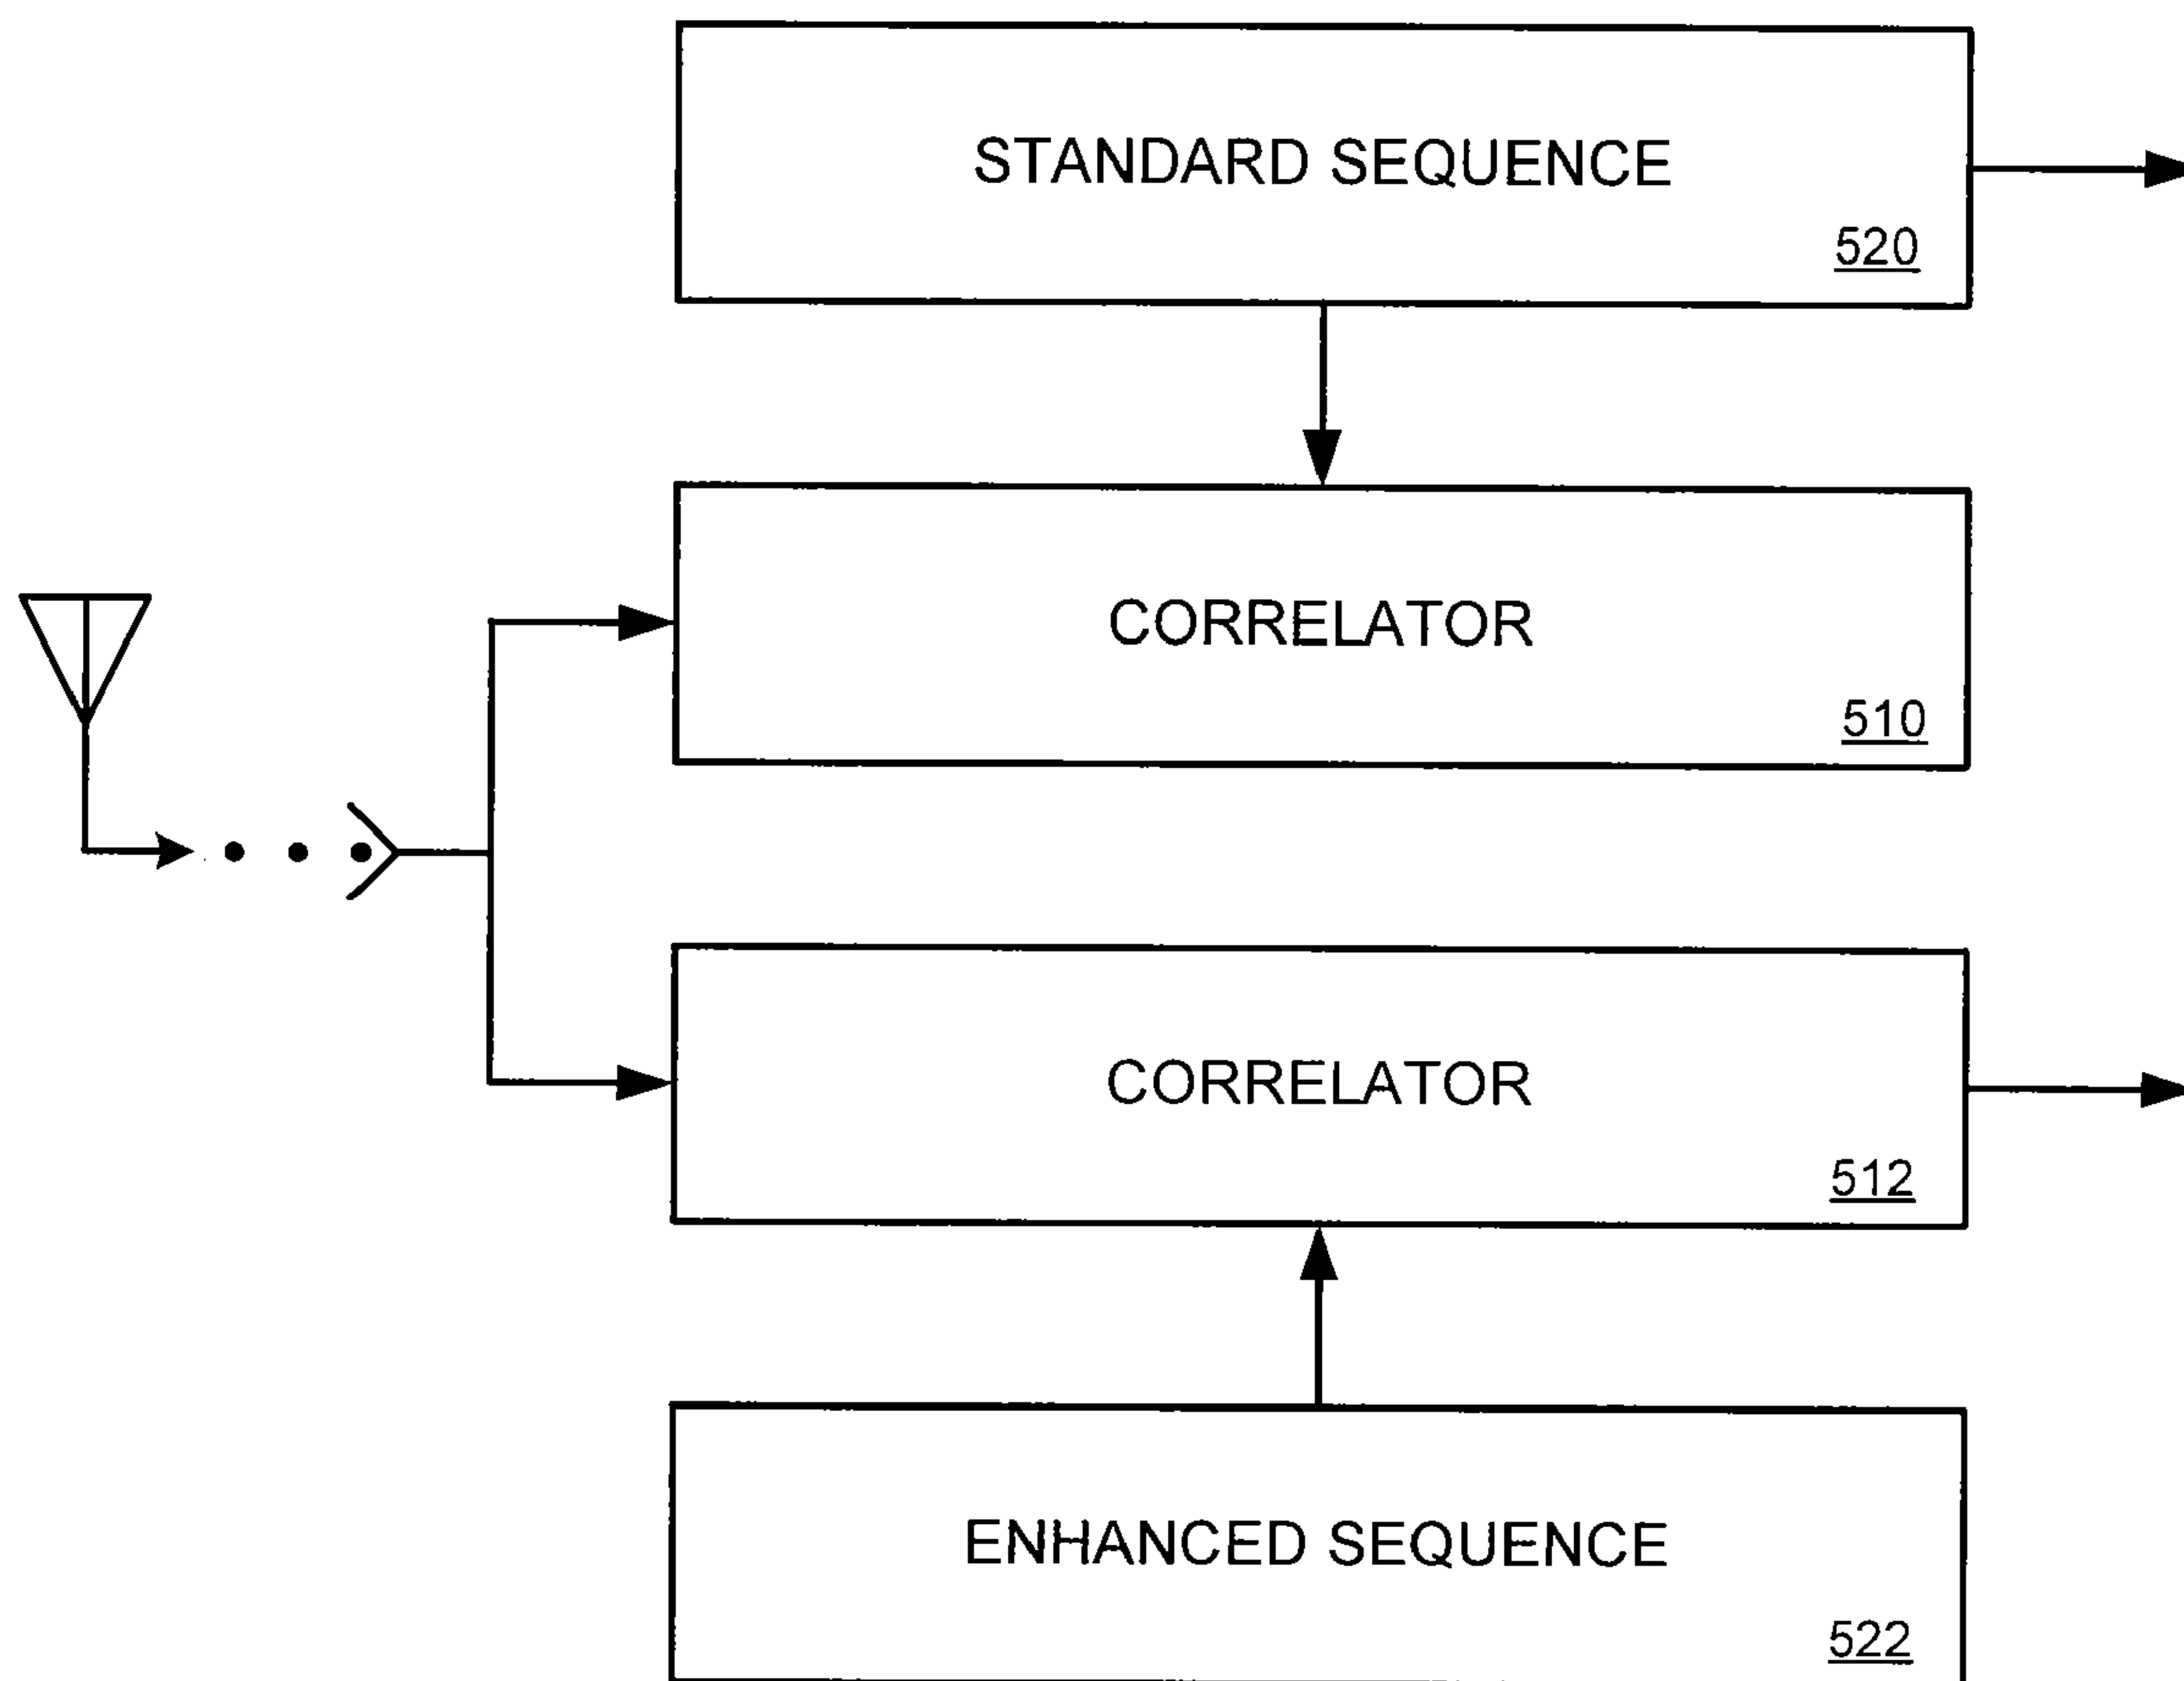 STANDARD SEQUENCE
520
CORRELATOR
510
CORRELATOR
512
ENHANCED SEQUENCE
522